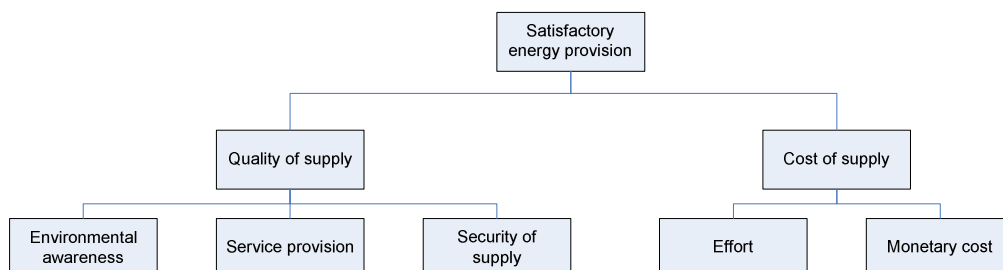 Satisfactory
energy provision
Quality of supply
Cost of supply
Environmental
awareness
Service provision
Security of
supply
Effort
Monetary cost